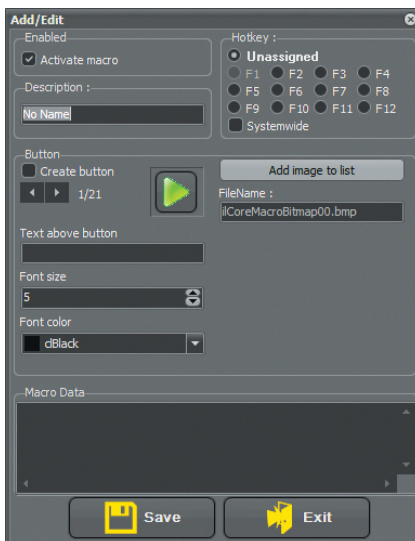 Add/Edit
Enabled
Activate macro
Description :
No Name
Hotkey :
Unassigned
F1 F2 F3 F4
F5 F6 F7 F8
F9 F10 F11 F12
Systemwide
Button
Create button
1/21
Add image to list
FileName :
ilCoreMacroBitmap00.bmp
Text above button
Font size
5
Font color
clBlack
Macro Data
Save
Exit